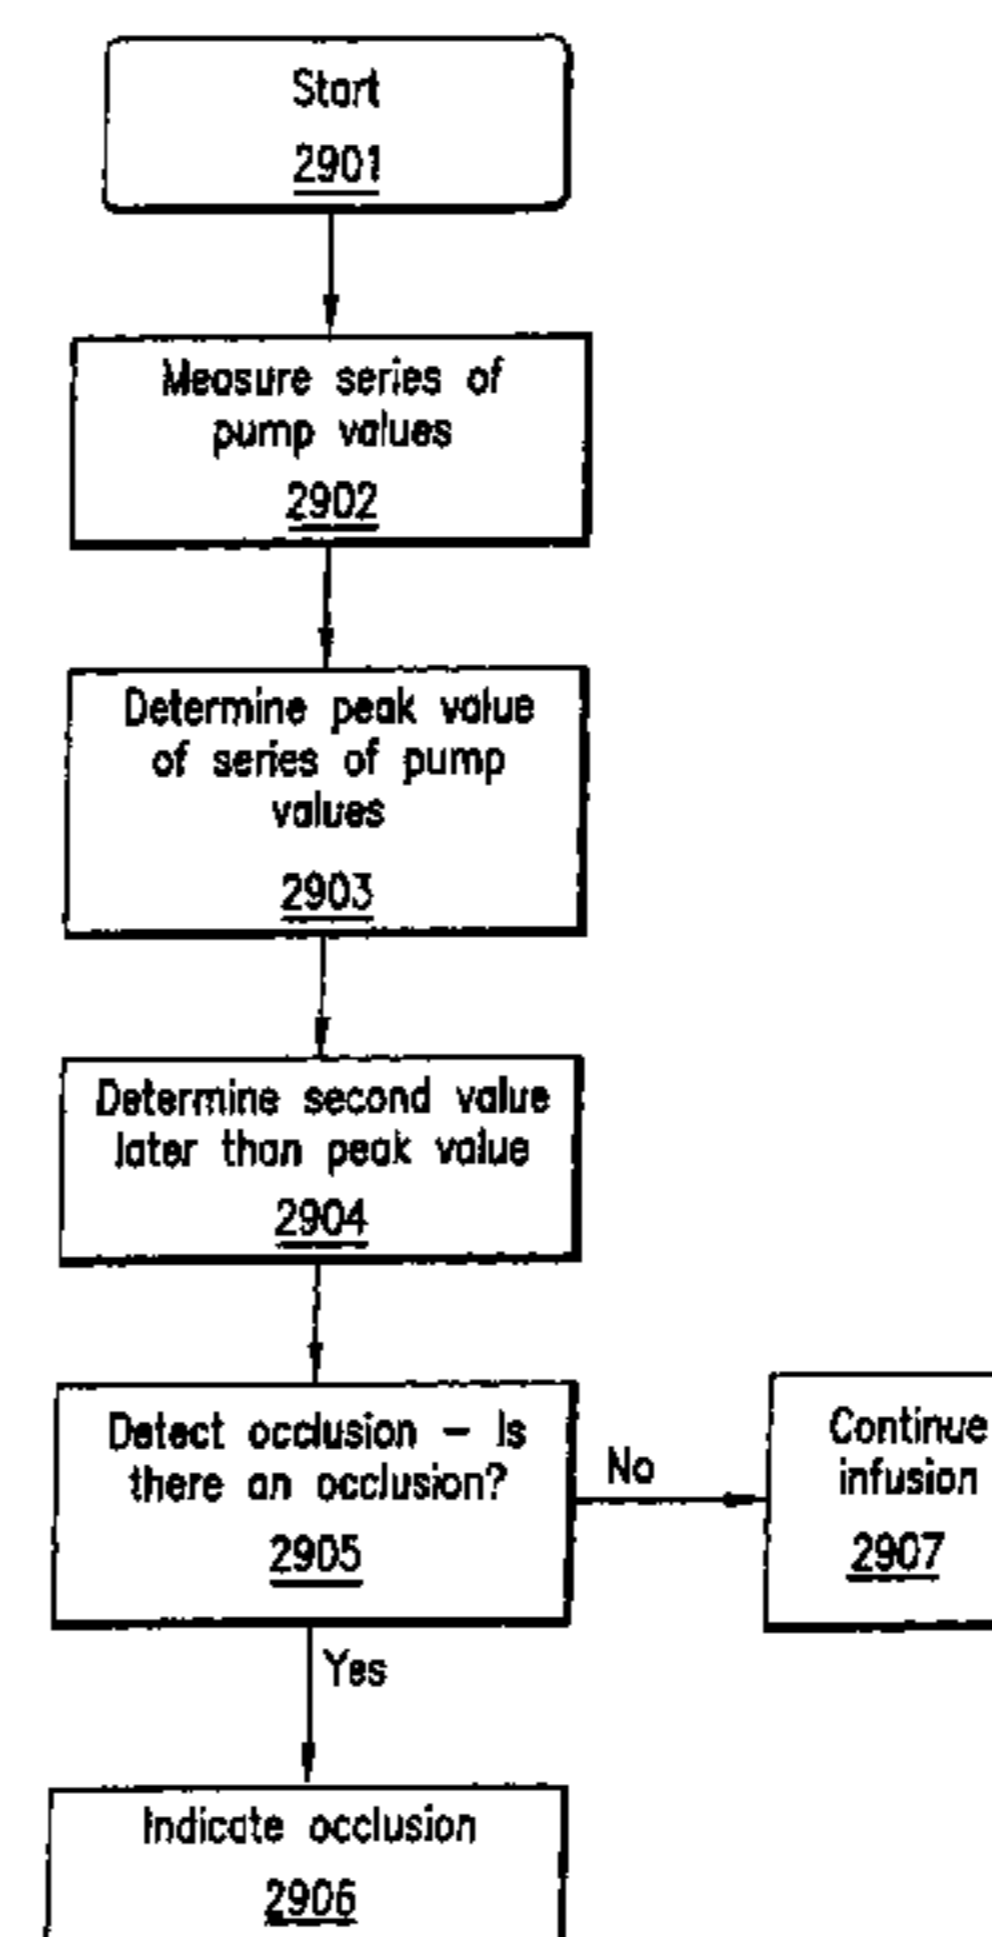 Start
2901
Measure series of
pump values
2902
Determine peak value
of series of pump
values
2903
Determine second value
later than peak value
2904
Detect occlusion – Is
there an occlusion?
2905
No
Continue
infusion
2907
Yes
Indicate occlusion
2906